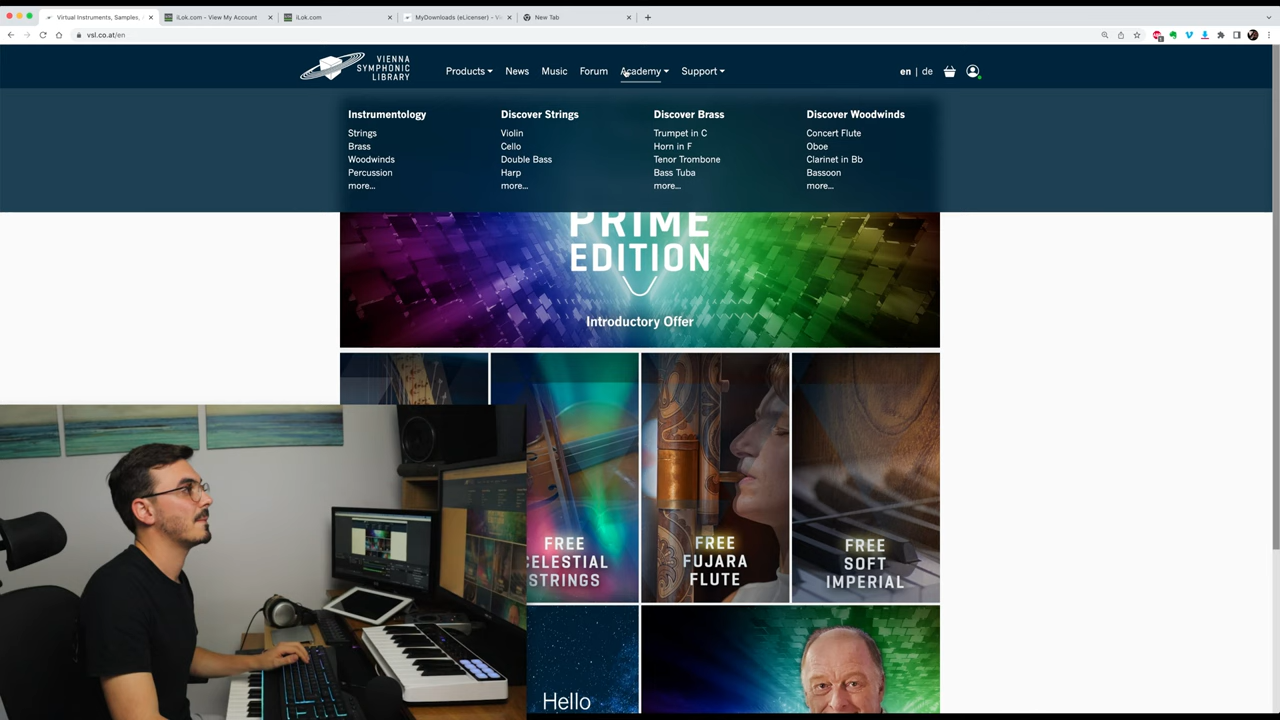 Virtual Instruments, Samples,
iLok.com - View My Account
iLok.com
MyDownloads (eLicenser) - Vi
New Tab
vsl.co.at/en
VIENNA
SYMPHONIC
LIBRARY
Products
News
Music
Forum
Academy
Support
en | de
Instrumentology
Strings
Brass
Woodwinds
Percussion
more...
Discover Strings
Violin
Cello
Double Bass
Harp
more...
Discover Brass
Trumpet in C
Horn in F
Tenor Trombone
Bass Tuba
more...
Discover Woodwinds
Concert Flute
Oboe
Clarinet in Bb
Bassoon
more...
PRIME
EDITION
Introductory Offer
FREE
CELESTIAL
STRINGS
FREE
FUJARA
FLUTE
FREE
SOFT
IMPERIAL
Hello